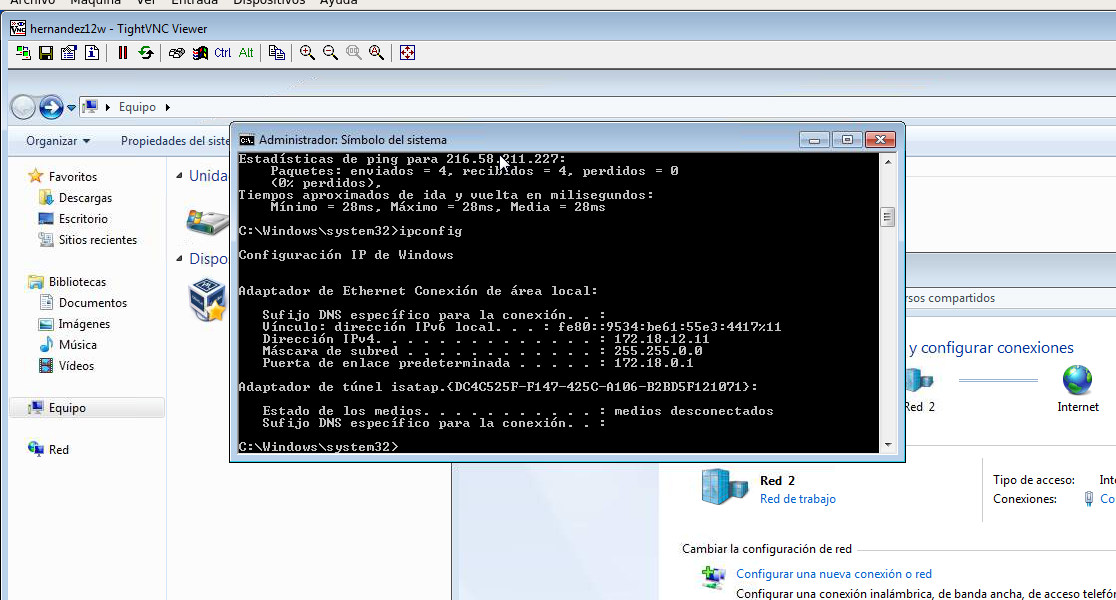 Archivo Máquina Ver Entrada Dispositivos Ayuda
hernandez12w - TightVNC Viewer
Ctrl Alt
Equipo
Organizar Propiedades del siste
Administrador: Símbolo del sistema
Favoritos
Descargas
Escritorio
Sitios recientes
Bibliotecas
Documentos
Imágenes
Música
Vídeos
Equipo
Red
Unida
Dispo
Estadísticas de ping para 216.58.211.227:
Paquetes: enviados = 4, recibidos = 4, perdidos = 0
(0% perdidos),
Tiempos aproximados de ida y vuelta en milisegundos:
Mínimo = 28ms, Máximo = 28ms, Media = 28ms
C:\Windows\system32>ipconfig
Configuración IP de Windows
Adaptador de Ethernet Conexión de área local:
Sufijo DNS específico para la conexión. . :
Vínculo: dirección IPv6 local. . . : fe80::9534:be61:55e3:4417%11
Dirección IPv4. . . . . . . . . . . . . . : 172.18.12.11
Máscara de subred . . . . . . . . . . . . : 255.255.0.0
Puerta de enlace predeterminada . . . . . : 172.18.0.1
Adaptador de túnel isatap.{DC4C525F-F147-425C-A106-B2BD5F121071}:
Estado de los medios. . . . . . . . . . . : medios desconectados
Sufijo DNS específico para la conexión. . :
C:\Windows\system32>
rsos compartidos
y configurar conexiones
Red 2
Internet
Red 2
Red de trabajo
Tipo de acceso: Inte
Conexiones: Co
Cambiar la configuración de red
Configurar una nueva conexión o red
Configurar una conexión inalámbrica, de banda ancha, de acceso telefó